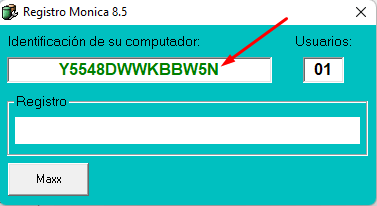 Registro Monica 8.5
Identificación de su computador:
Usuarios:
Y5548DWWKBBW5N
01
Registro
Maxx